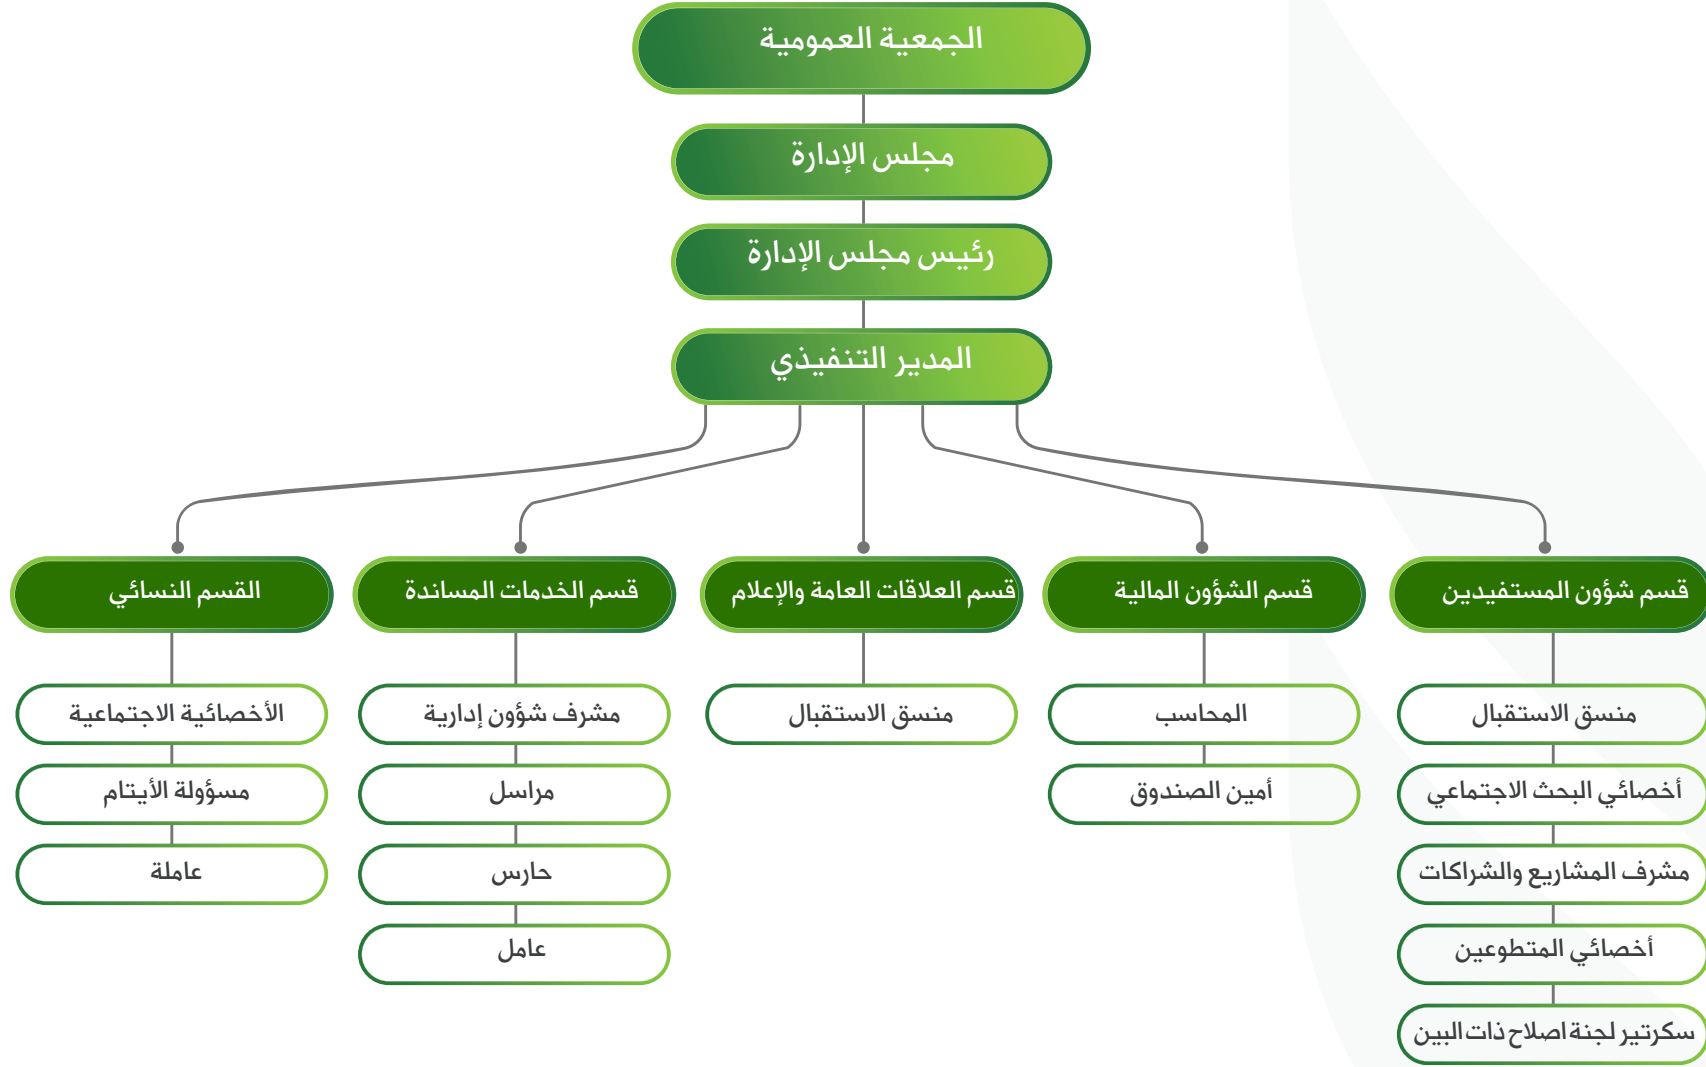 الجمعية العمومية
مجلس الإدارة
رئيس مجلس الإدارة
المدير التنفيذي
قسم شؤون المستفيدين
منسق الاستقبال
أخصائي البحث الاجتماعي
مشرف المشاريع والشراكات
أخصائي المتطوعين
سكرتير لجنة اصلاح ذات البين
قسم الشؤون المالية
المحاسب
أمين الصندوق
قسم العلاقات العامة والإعلام
منسق الاستقبال
قسم الخدمات المساندة
مشرف شؤون إدارية
مراسل
حارس
عامل
القسم النسائي
الأخصائية الاجتماعية
مسؤولة الأيتام
عاملة